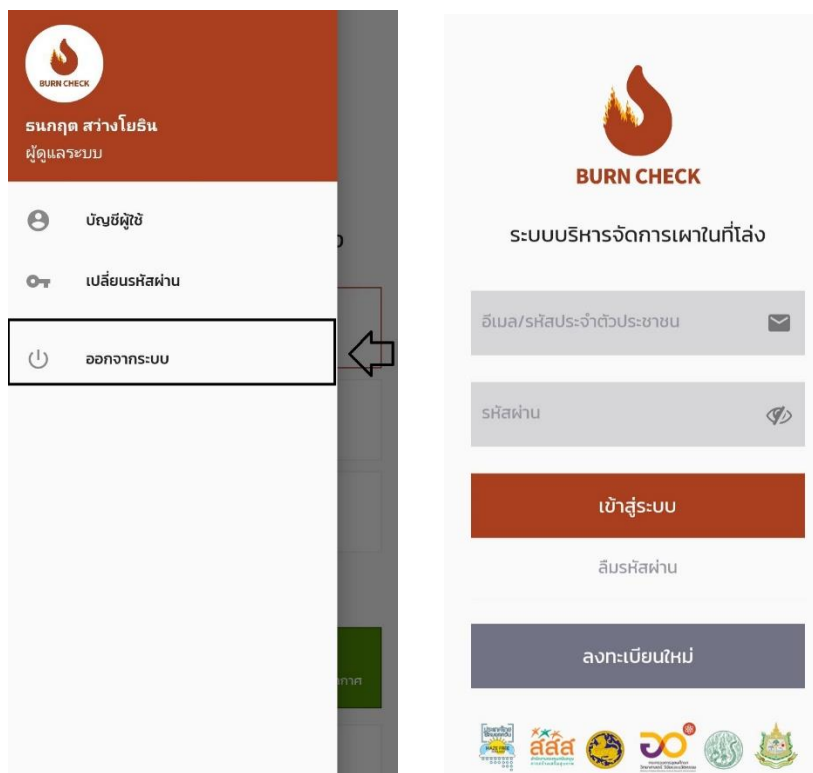 BURN CHECK
ธนกฤต สว่างโยธิน
ผู้ดูแลระบบ
บัญชีผู้ใช้
เปลี่ยนรหัสผ่าน
ออกจากระบบ
BURN CHECK
ระบบบริหารจัดการเผาในที่โล่ง
อีเมล/รหัสประจำตัวประชาชน
รหัสผ่าน
เข้าสู่ระบบ
ลืมรหัสผ่าน
ลงทะเบียนใหม่
สสส